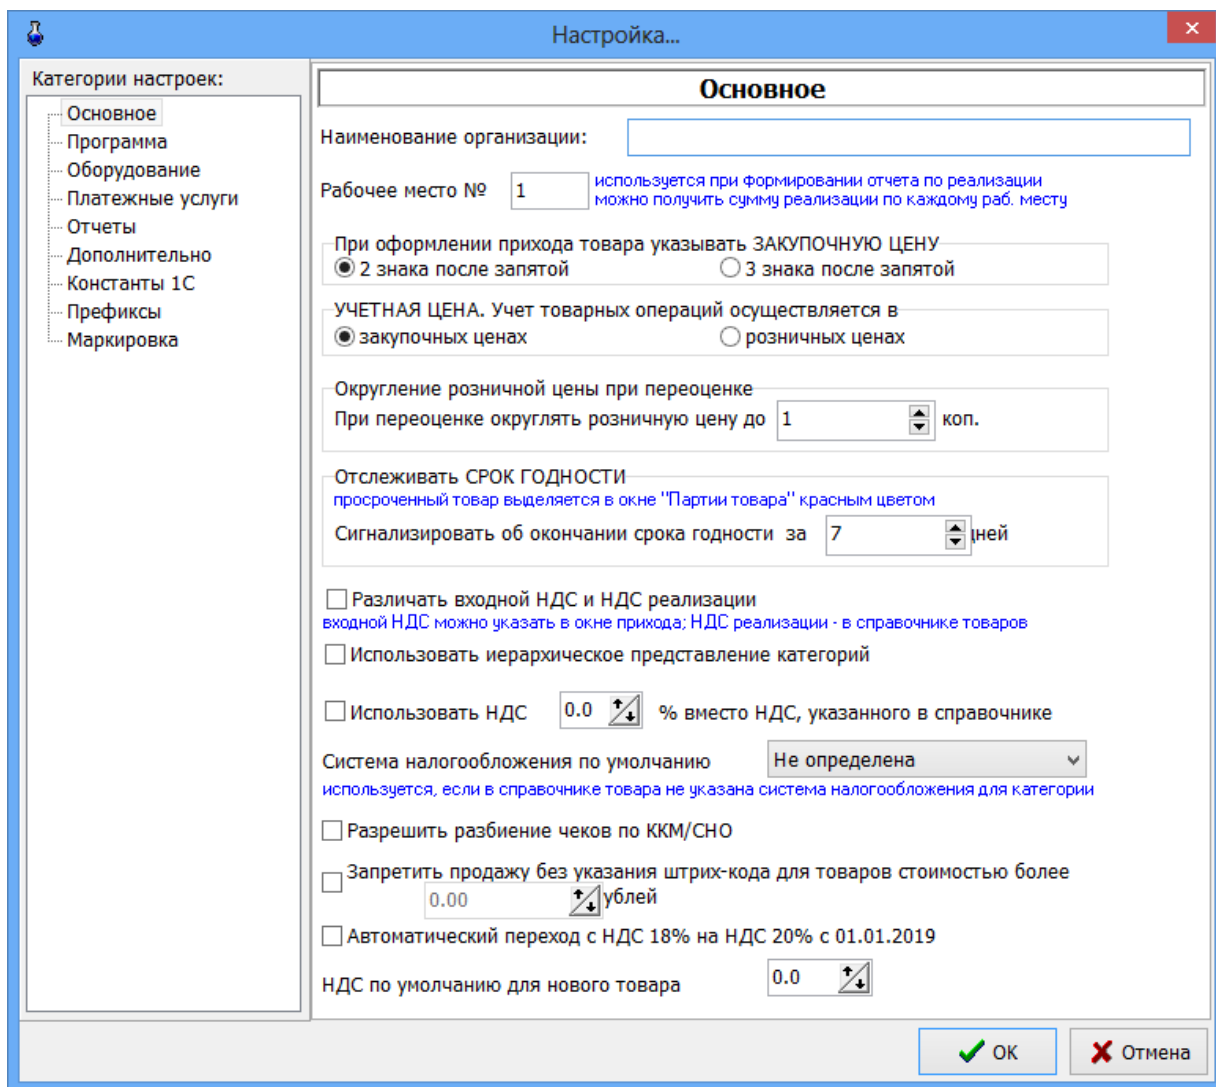 Настройка...
Категории настроек:
Основное
Программа
Оборудование
Платежные услуги
Отчеты
Дополнительно
Константы 1С
Префиксы
Маркировка
Основное
Наименование организации:
Рабочее место № 1
используется при формировании отчета по реализации
можно получить сумму реализации по каждому раб. месту
При оформлении прихода товара указывать ЗАКУПОЧНУЮ ЦЕНУ
2 знака после запятой 3 знака после запятой
УЧЕТНАЯ ЦЕНА. Учет товарных операций осуществляется в
закупочных ценах розничных ценах
Округление розничной цены при переоценке
При переоценке округлять розничную цену до 1 коп.
Отслеживать СРОК ГОДНОСТИ
просроченный товар выделяется в окне "Партии товара" красным цветом
Сигнализировать об окончании срока годности за 7 дней
Различать входной НДС и НДС реализации
входной НДС можно указать в окне прихода; НДС реализации - в справочнике товаров
Использовать иерархическое представление категорий
Использовать НДС 0.0 % вместо НДС, указанного в справочнике
Система налогообложения по умолчанию Не определена
используется, если в справочнике товара не указана система налогообложения для категории
Разрешить разбиение чеков по ККМ/СНО
Запретить продажу без указания штрих-кода для товаров стоимостью более
0.00 ублей
Автоматический переход с НДС 18% на НДС 20% с 01.01.2019
НДС по умолчанию для нового товара 0.0
ОК Отмена